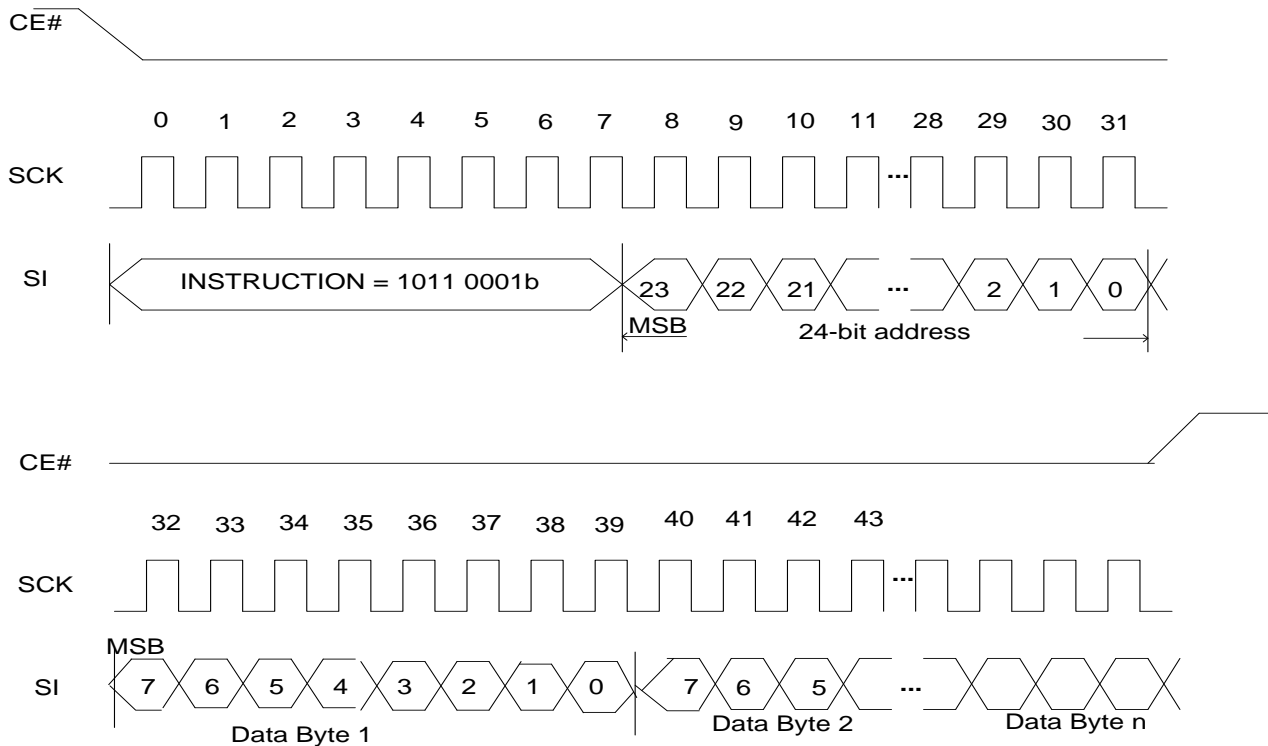 CE#
0 1 2 3 4 5 6 7 8 9 10 11 28 29 30 31
SCK ...
SI INSTRUCTION = 1011 0001b 23 22 21 ... 2 1 0
MSB 24-bit address
CE#
32 33 34 35 36 37 38 39 40 41 42 43
SCK ...
MSB
SI 7 6 5 4 3 2 1 0 7 6 5 ...
Data Byte 1 Data Byte 2 Data Byte n